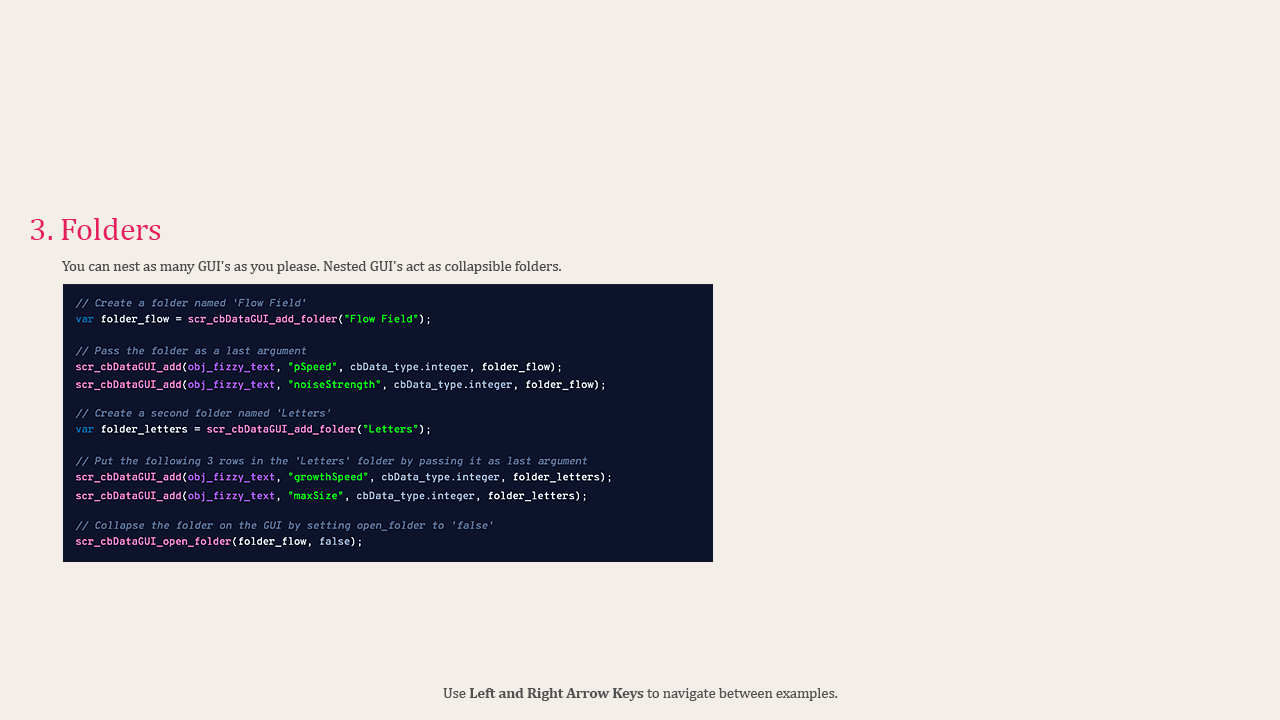 3. Folders
You can nest as many GUI's as you please. Nested GUI's act as collapsible folders.
// Create a folder named 'Flow Field'
var folder_flow = scr_cbDataGUI_add_folder("Flow Field");
// Pass the folder as a last argument
scr_cbDataGUI_add(obj_fizzy_text, "pSpeed", cbData_type.integer, folder_flow);
scr_cbDataGUI_add(obj_fizzy_text, "noiseStrength", cbData_type.integer, folder_flow);
// Create a second folder named 'Letters'
var folder_letters = scr_cbDataGUI_add_folder("Letters");
// Put the following 3 rows in the 'Letters' folder by passing it as last argument
scr_cbDataGUI_add(obj_fizzy_text, "growthSpeed", cbData_type.integer, folder_letters);
scr_cbDataGUI_add(obj_fizzy_text, "maxSize", cbData_type.integer, folder_letters);
// Collapse the folder on the GUI by setting open_folder to 'false'
scr_cbDataGUI_open_folder(folder_flow, false);
Use Left and Right Arrow Keys to navigate between examples.